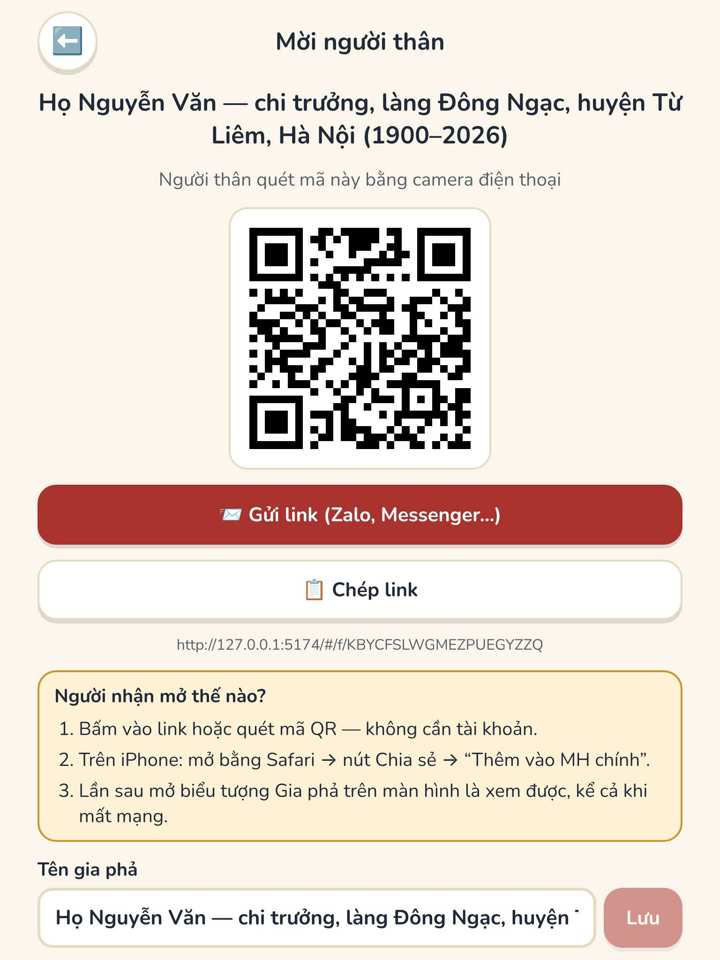 Mời người thân
Họ Nguyễn Văn — chi trưởng, làng Đông Ngạc, huyện Từ
Liêm, Hà Nội (1900–2026)
Người thân quét mã này bằng camera điện thoại
Gửi link (Zalo, Messenger...)
Chép link
http://127.0.0.1:5174/#/f/KBYCFSLWGMEZPUEGYZZQ
Người nhận mở thế nào?
1. Bấm vào link hoặc quét mã QR — không cần tài khoản.
2. Trên iPhone: mở bằng Safari → nút Chia sẻ → “Thêm vào MH chính”.
3. Lần sau mở biểu tượng Gia phả trên màn hình là xem được, kể cả khi
mất mạng.
Tên gia phả
Họ Nguyễn Văn — chi trưởng, làng Đông Ngạc, huyện
Lưu